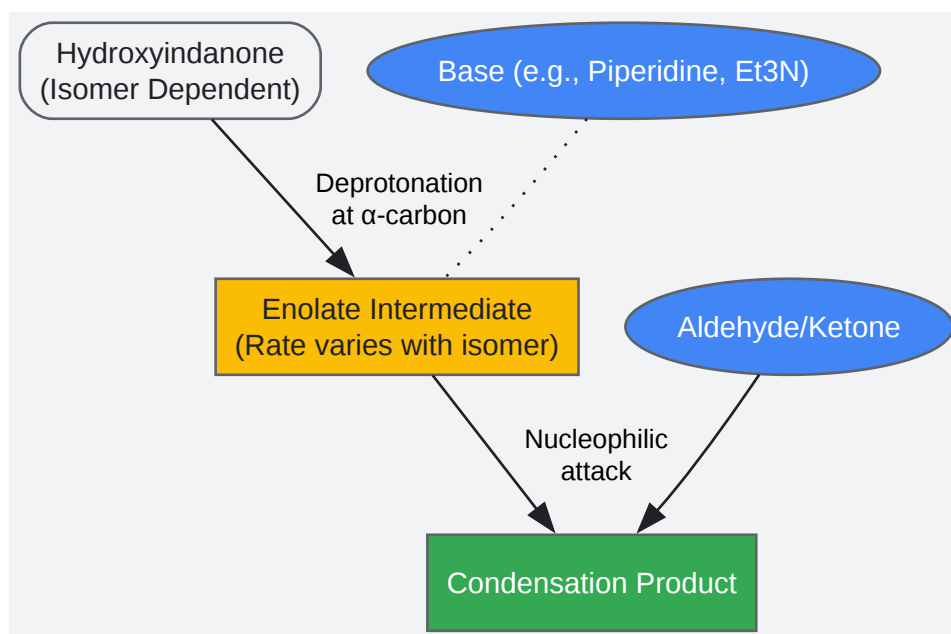 Hydroxyindanone
(Isomer Dependent)
Base (e.g., Piperidine, Et3N)
Deprotonation
at α-carbon
Enolate Intermediate
(Rate varies with isomer)
Aldehyde/Ketone
Nucleophilic
attack
Condensation Product